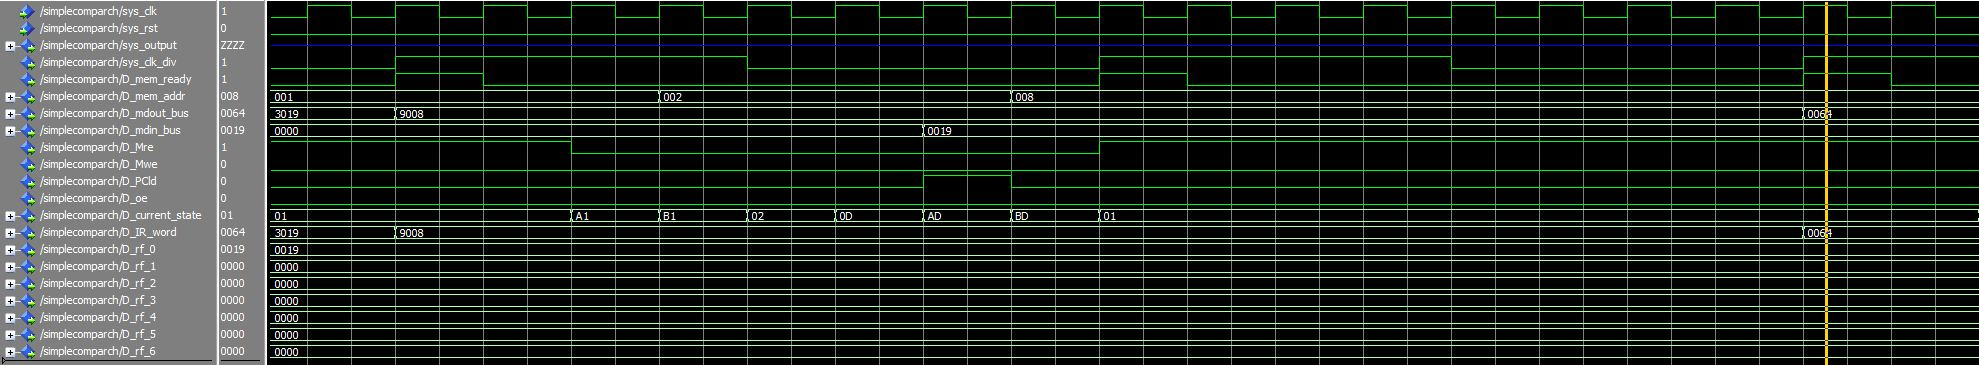 /simplecomparch/sys_clk 1
/simplecomparch/sys_rst 0
/simplecomparch/sys_output ZZZZ
/simplecomparch/sys_clk_div 1
/simplecomparch/D_mem_ready 1
/simplecomparch/D_mem_addr 008 001 002 008
/simplecomparch/D_mdout_bus 0064 3019 9008 0064
/simplecomparch/D_mdin_bus 0019 0000 0019
/simplecomparch/D_Mre 1
/simplecomparch/D_Mwe 0
/simplecomparch/D_PCld 0
/simplecomparch/D_oe 0
/simplecomparch/D_current_state 01 01 A1 B1 02 0D AD BD 01
/simplecomparch/D_IR_word 0064 3019 9008 0064
/simplecomparch/D_rf_0 0019 0019
/simplecomparch/D_rf_1 0000 0000
/simplecomparch/D_rf_2 0000 0000
/simplecomparch/D_rf_3 0000 0000
/simplecomparch/D_rf_4 0000 0000
/simplecomparch/D_rf_5 0000 0000
/simplecomparch/D_rf_6 0000 0000